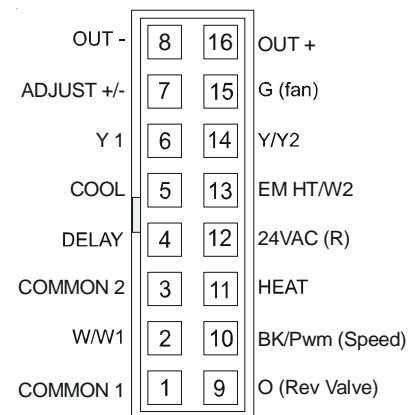 OUT - 8 16 OUT +
ADJUST +/- 7 15 G (fan)
Y 1 6 14 Y/Y2
COOL 5 13 EM HT/W2
DELAY 4 12 24VAC (R)
COMMON 2 3 11 HEAT
W/W1 2 10 BK/Pwm (Speed)
COMMON 1 1 9 O (Rev Valve)